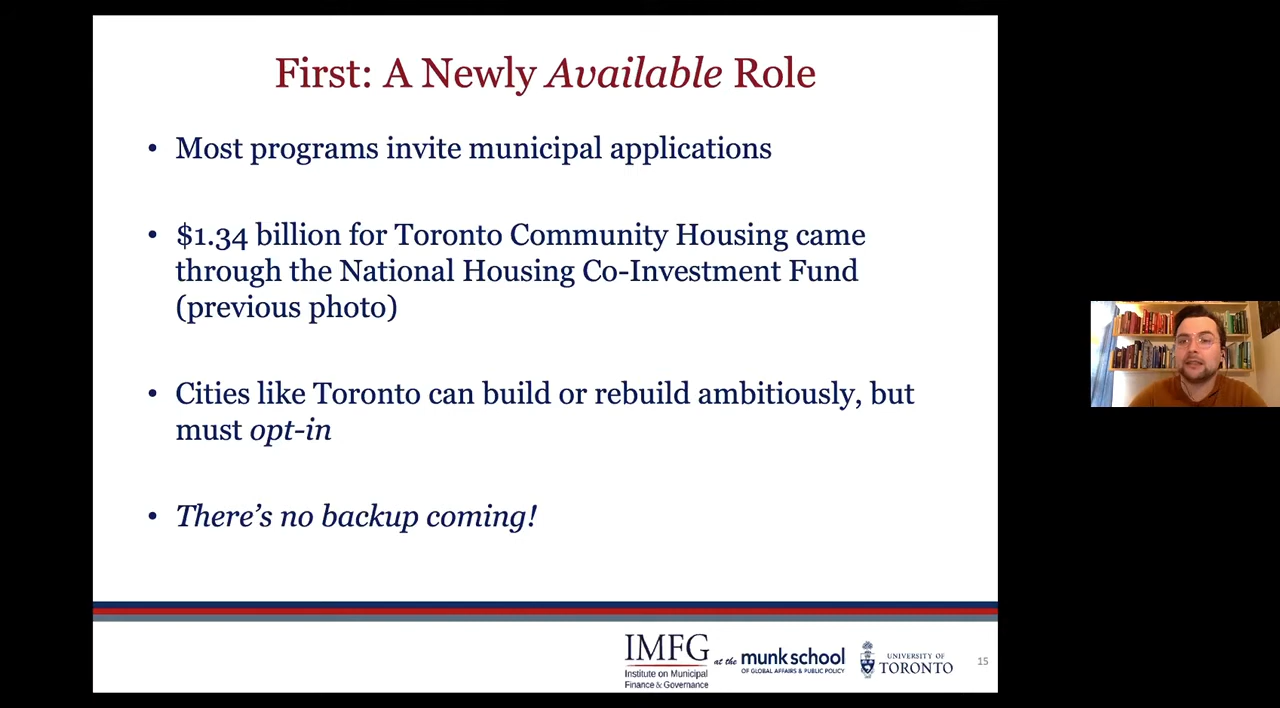 First: A Newly Available Role
• Most programs invite municipal applications
• $1.34 billion for Toronto Community Housing came
through the National Housing Co-Investment Fund
(previous photo)
• Cities like Toronto can build or rebuild ambitiously, but
must opt-in
• There's no backup coming!
IMFG
Institute on Municipal
Finance & Governance
at the munk school
OF GLOBAL AFFAIRS & PUBLIC POLICY
UNIVERSITY OF
TORONTO
15